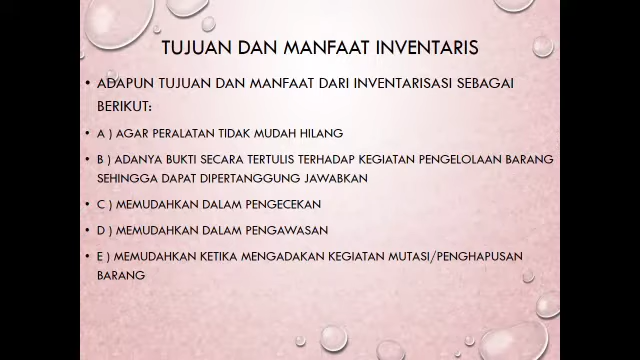 TUJUAN DAN MANFAAT INVENTARIS
• ADAPUN TUJUAN DAN MANFAAT DARI INVENTARISASI SEBAGAI
BERIKUT:
• A ) AGAR PERALATAN TIDAK MUDAH HILANG
• B ) ADANYA BUKTI SECARA TERTULIS TERHADAP KEGIATAN PENGELOLAAN BARANG
SEHINGGA DAPAT DIPERTANGGUNG JAWABKAN
• C ) MEMUDAHKAN DALAM PENGECEKAN
• D ) MEMUDAHKAN DALAM PENGAWASAN
• E ) MEMUDAHKAN KETIKA MENGADAKAN KEGIATAN MUTASI/PENGHAPUSAN
BARANG